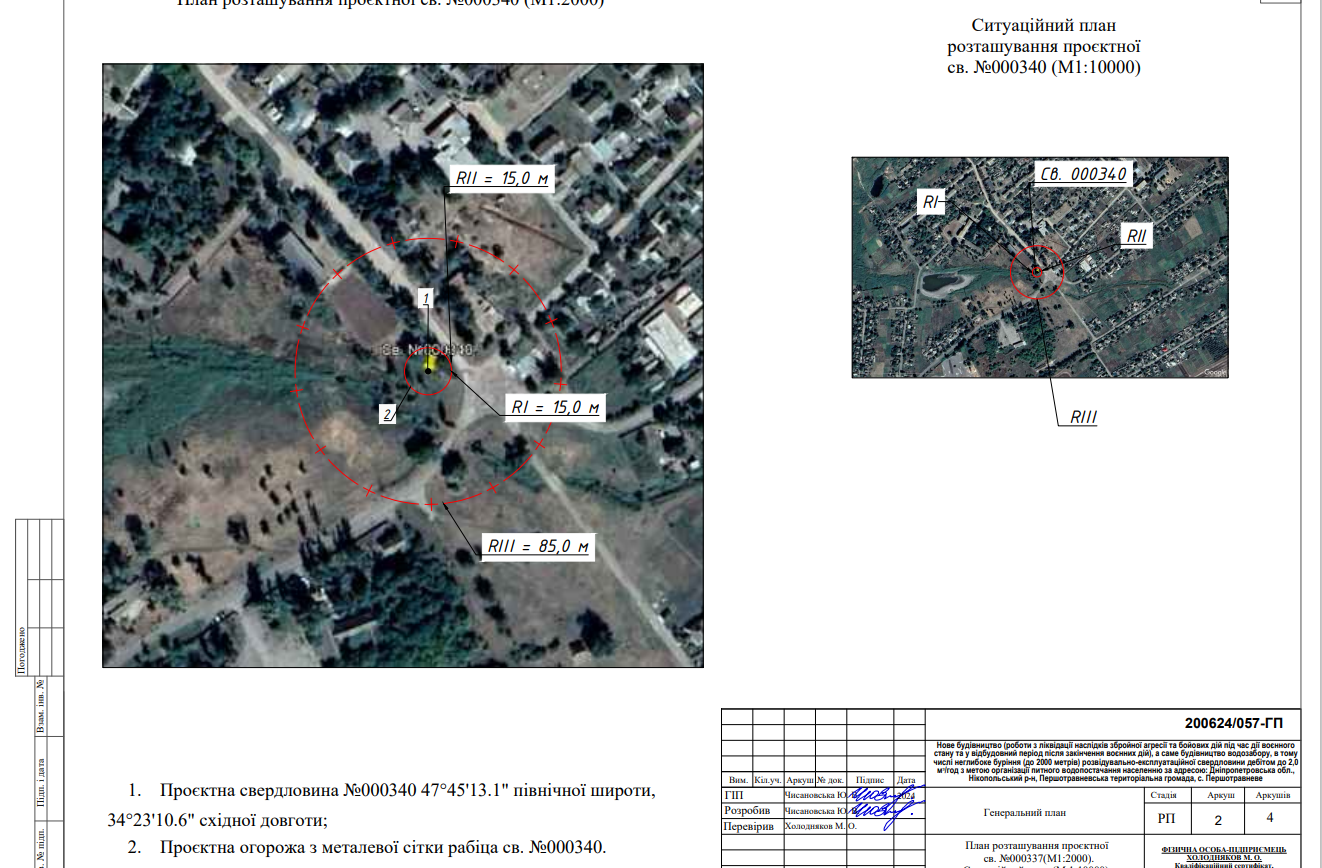 План розташування проєктної св. №000340 (М1:2000)
Ситуаційний план
розташування проєктної
св. №000340 (М1:10000)
RII = 15,0 м
1
Св. №000340
2
RI = 15,0 м
RIII = 85,0 м
СВ. 000340
RI
RII
Google
RIII
Погоджено
Взам. інв. №
Підп. і дата
№ підп.
1. Проєктна свердловина №000340 47°45'13.1" північної широти,
34°23'10.6" східної довготи;
2. Проєктна огорожа з металевої сітки рабіца св. №000340.
200624/057-ГП
Нове будівництво (роботи з ліквідації наслідків збройної агресії та бойових дій під час дії воєнного
стану та у відбудовий період після закінчення воєнних дій), а саме будівництво водозабору, в тому
числі неглибоке буріння (до 2000 метрів) розвідувально-експлуатаційної свердловини дебітом до 2,0
м³/год з метою організації питного водопостачання населенню за адресою: Дніпропетровська обл.,
Нікопольський р-н, Першотравневська територіальна громада, с. Першотравневе
Вим. Кіл.уч. Аркуш № док. Підпис Дата
ГІП Чисановська Ю.
Розробив Чисановська Ю.
Перевірив Холодняков М. О.
Генеральний план
Стадія Аркуш Аркушів
РП 2 4
План розташування проєктної
св. №000337(М1:2000).
ФІЗИЧНА ОСОБА-ПІДПРИЄМЕЦЬ
ХОЛОДНЯКОВ М. О.
Кваліфікаційний сертифікат.